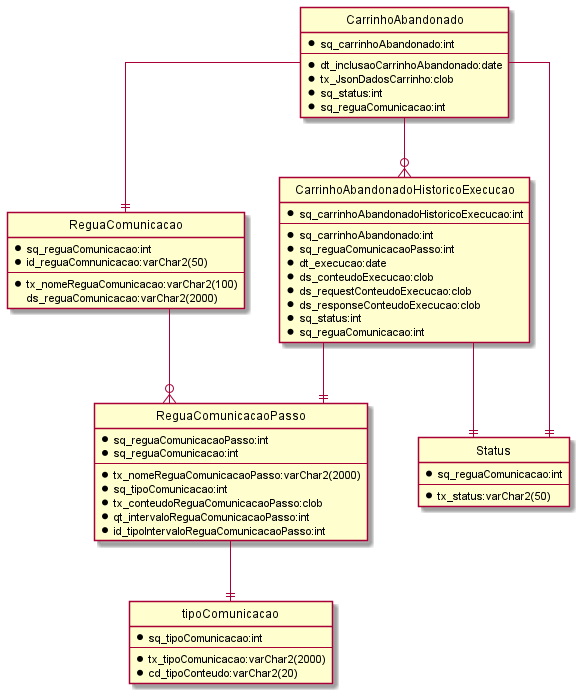 CarrinhoAbandonado
sq_carrinhoAbandonado:int
dt_inclusaoCarrinhoAbandonado:date
tx_JsonDadosCarrinho:clob
sq_status:int
sq_reguaComunicacao:int
CarrinhoAbandonadoHistoricoExecucao
sq_carrinhoAbandonadoHistoricoExecucao:int
sq_carrinhoAbandonado:int
sq_reguaComunicacaoPasso:int
dt_execucao:date
ds_conteudoExecucao:clob
ds_requestConteudoExecucao:clob
ds_responseConteudoExecucao:clob
sq_status:int
sq_reguaComunicacao:int
ReguaComunicacao
sq_reguaComunicacao:int
id_reguaComnunicacao:varChar2(50)
tx_nomeReguaComunicacao:varChar2(100)
ds_reguaComunicacao:varChar2(2000)
ReguaComunicacaoPasso
sq_reguaComunicacaoPasso:int
sq_reguaComunicacao:int
tx_nomeReguaComunicacaoPasso:varChar2(2000)
sq_tipoComunicacao:int
tx_conteudoReguaComunicacaoPasso:clob
qt_intervaloReguaComunicacaoPasso:int
id_tipoIntervaloReguaComunicacaoPasso:int
Status
sq_reguaComunicacao:int
tx_status:varChar2(50)
tipoComunicacao
sq_tipoComunicacao:int
tx_tipoComunicacao:varChar2(2000)
cd_tipoConteudo:varChar2(20)